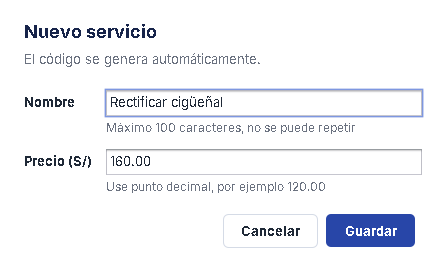 Nuevo servicio
El código se genera automáticamente.
Nombre
Rectificar cigüeñal
Máximo 100 caracteres, no se puede repetir
Precio (S/)
160.00
Use punto decimal, por ejemplo 120.00
Cancelar
Guardar